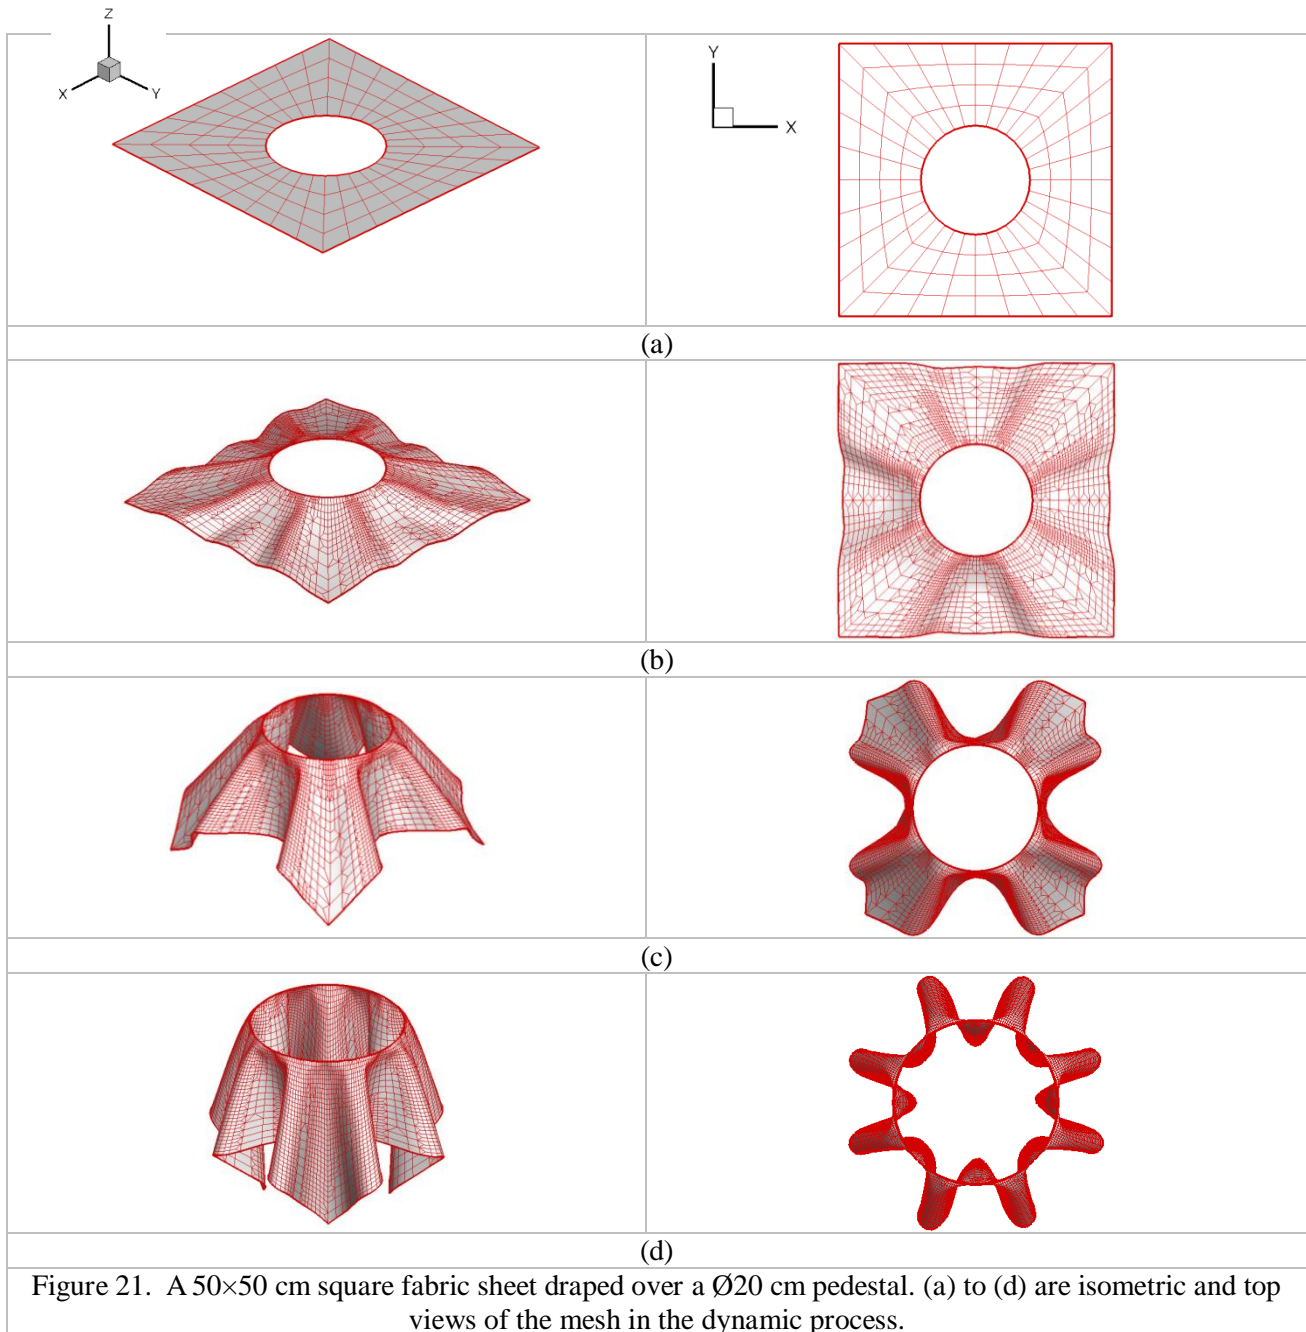 Z
X
Y
Y
X
(a)
(b)
(c)
(d)
Figure 21. A 50×50 cm square fabric sheet draped over a Ø20 cm pedestal. (a) to (d) are isometric and top
views of the mesh in the dynamic process.